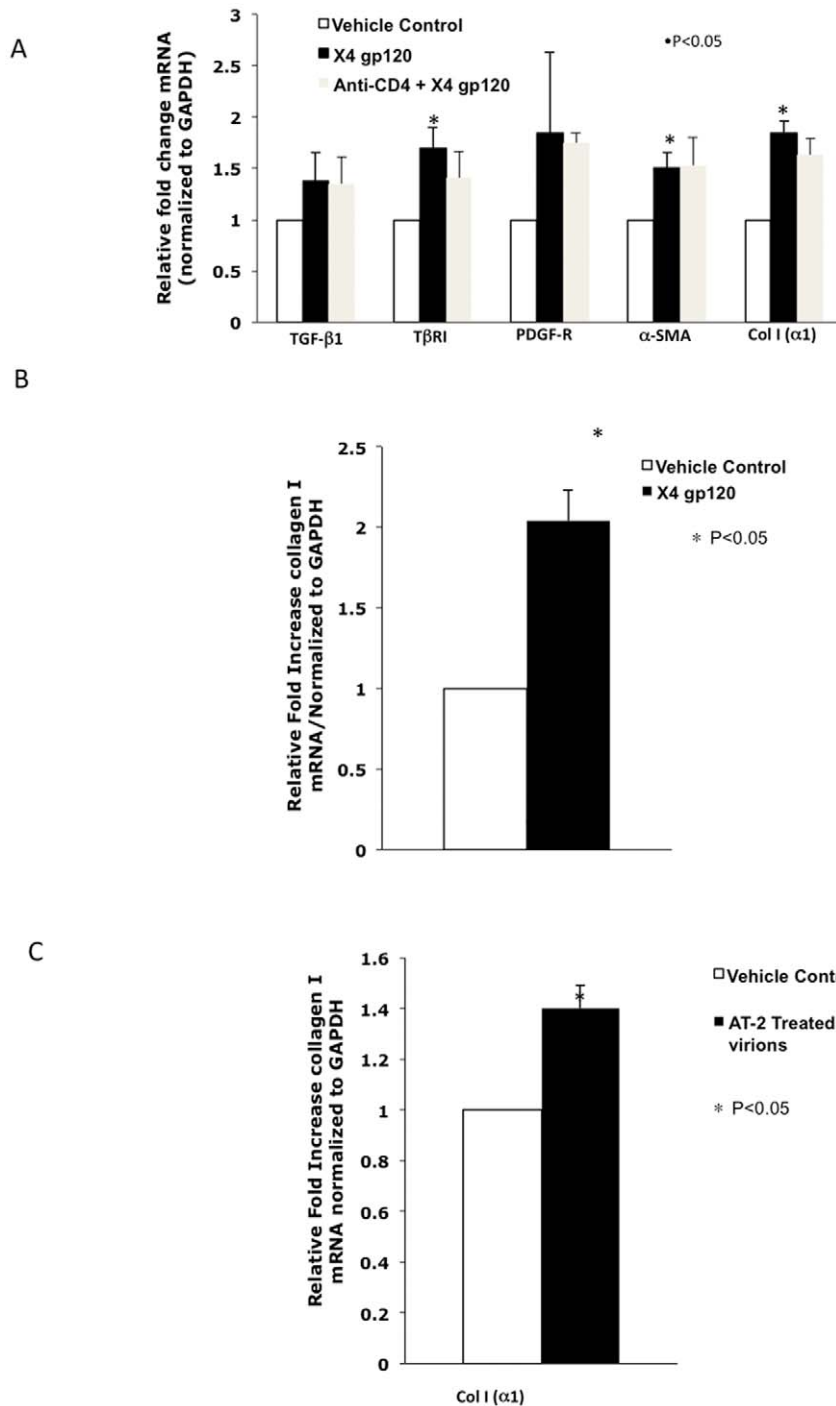 A
Relative fold change mRNA
(normalized to GAPDH)
3
2.5
2
1.5
1
0.5
0
Vehicle Control
X4 gp120
Anti-CD4 + X4 gp120
•P<0.05
*
*
*
TGF-β1 TβRI PDGF-R α-SMA Col I (α1)
B
Relative Fold Increase collagen I
mRNA/Normalized to GAPDH
2.5
2
1.5
1
0.5
0
*
Vehicle Control
X4 gp120
* P<0.05
C
Relative Fold Increase collagen I
mRNA normalized to GAPDH
1.6
1.4
1.2
1
0.8
0.6
0.4
0.2
0
*
Vehicle Cont
AT-2 Treated
virions
* P<0.05
Col I (α1)